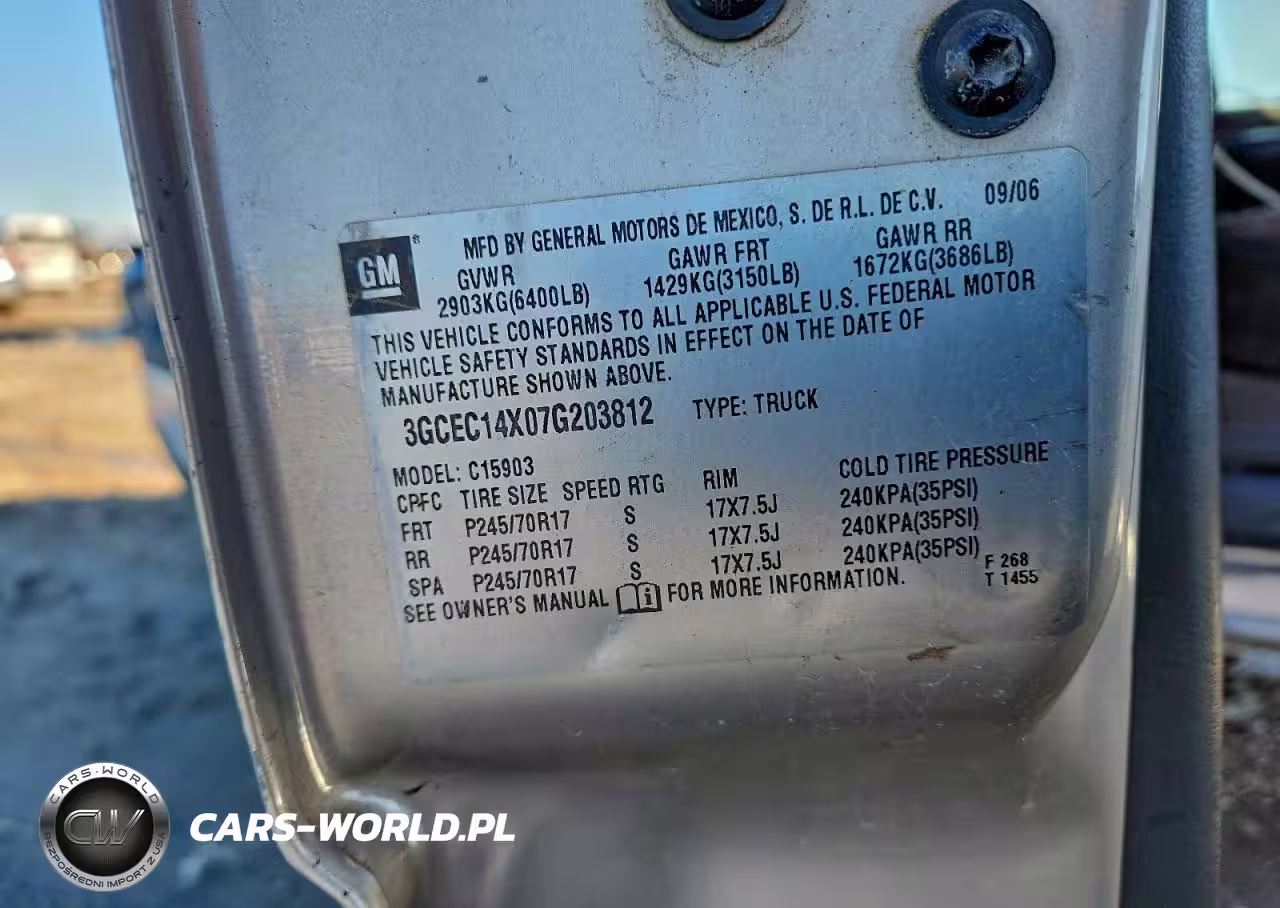 MFD BY GENERAL MOTORS DE MEXICO, S. DE R.L. DE C.V. 09/06
GM ®
GVWR GAWR FRT GAWR RR
2903KG(6400LB) 1429KG(3150LB) 1672KG(3686LB)
THIS VEHICLE CONFORMS TO ALL APPLICABLE U.S. FEDERAL MOTOR
VEHICLE SAFETY STANDARDS IN EFFECT ON THE DATE OF
MANUFACTURE SHOWN ABOVE.
3GCEC14X07G203812 TYPE: TRUCK
MODEL: C15903
CPFC TIRE SIZE SPEED RTG RIM COLD TIRE PRESSURE
FRT P245/70R17 S 17X7.5J 240KPA(35PSI)
RR P245/70R17 S 17X7.5J 240KPA(35PSI)
SPA P245/70R17 S 17X7.5J 240KPA(35PSI)
SEE OWNER'S MANUAL i FOR MORE INFORMATION.
F 268
T 1455
CARS-WORLD
CW
BEZPOŚREDNI IMPORT Z USA
CARS-WORLD.PL